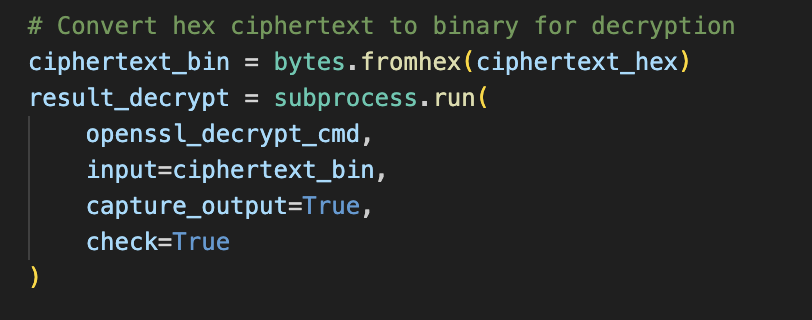 # Convert hex ciphertext to binary for decryption
ciphertext_bin = bytes.fromhex(ciphertext_hex)
result_decrypt = subprocess.run(
    openssl_decrypt_cmd,
    input=ciphertext_bin,
    capture_output=True,
    check=True
)